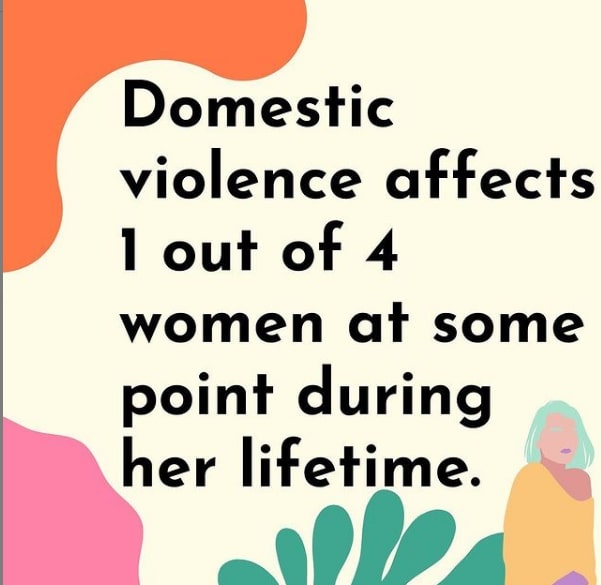 Domestic
violence affects
1 out of 4
women at some
point during
her lifetime.